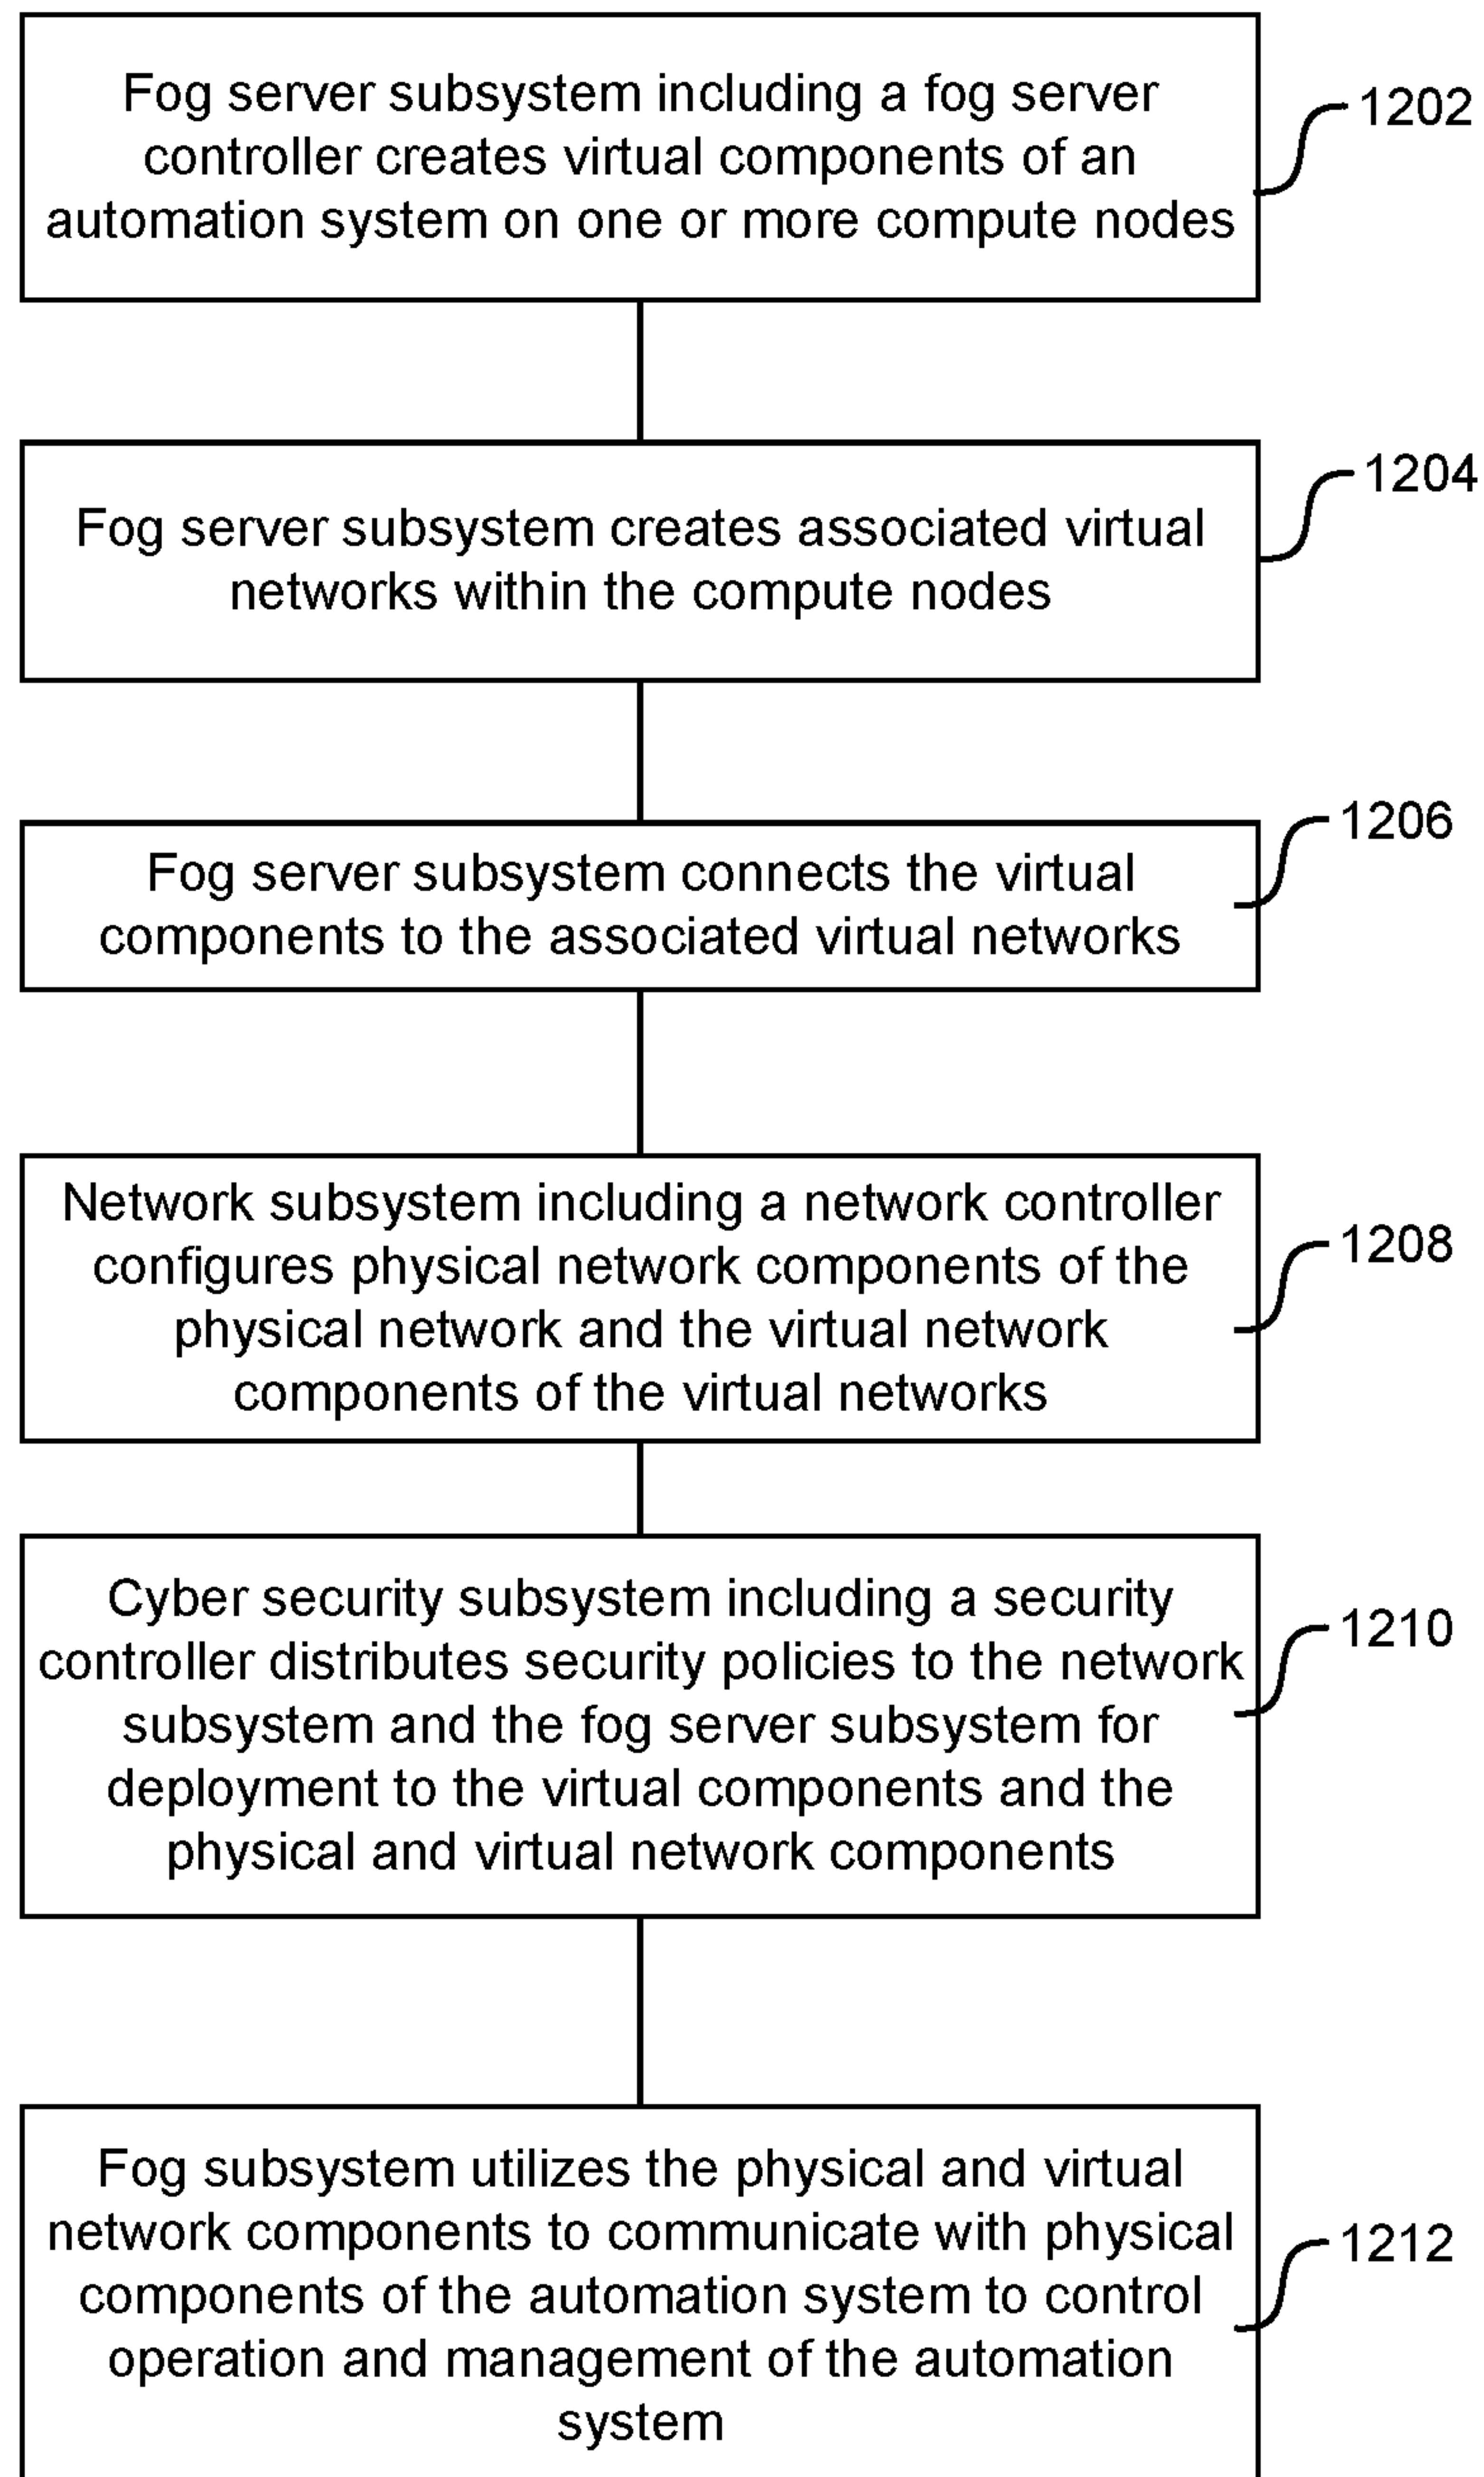 Fog server subsystem including a fog server
controller creates virtual components of an
automation system on one or more compute nodes
1202
Fog server subsystem creates associated virtual
networks within the compute nodes
1204
Fog server subsystem connects the virtual
components to the associated virtual networks
1206
Network subsystem including a network controller
configures physical network components of the
physical network and the virtual network
components of the virtual networks
1208
Cyber security subsystem including a security
controller distributes security policies to the network
subsystem and the fog server subsystem for
deployment to the virtual components and the
physical and virtual network components
1210
Fog subsystem utilizes the physical and virtual
network components to communicate with physical
components of the automation system to control
operation and management of the automation
system
1212